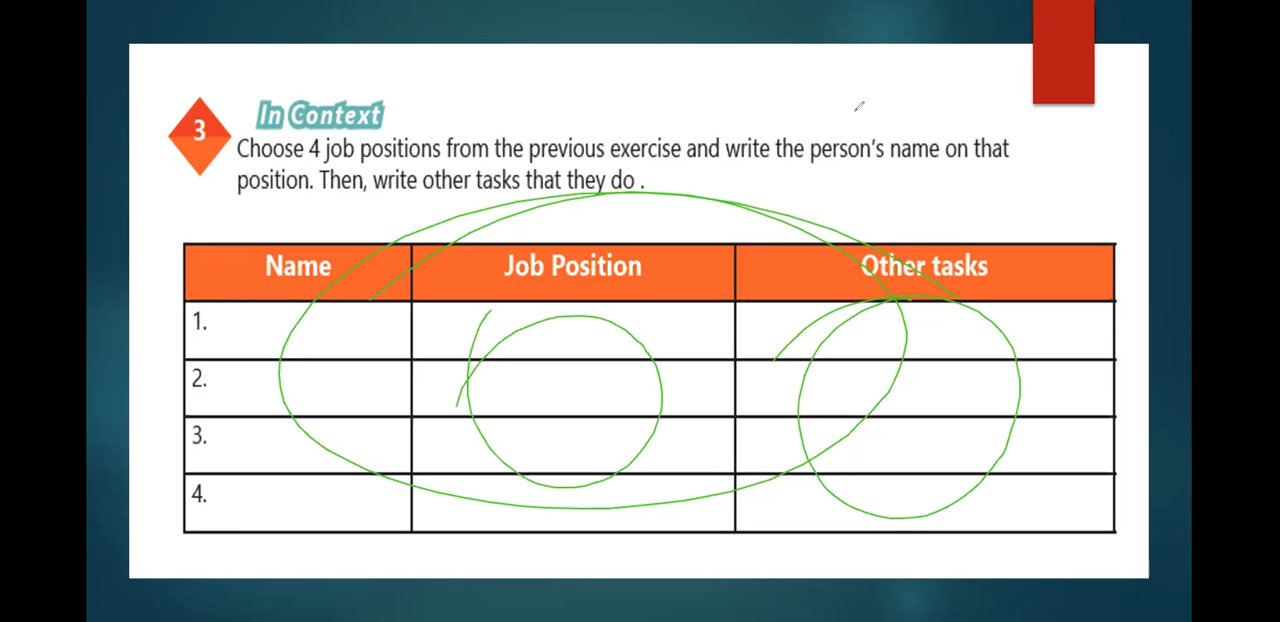 3
In Context
Choose 4 job positions from the previous exercise and write the person's name on that
position. Then, write other tasks that they do .
Name Job Position Other tasks
1.
2.
3.
4.